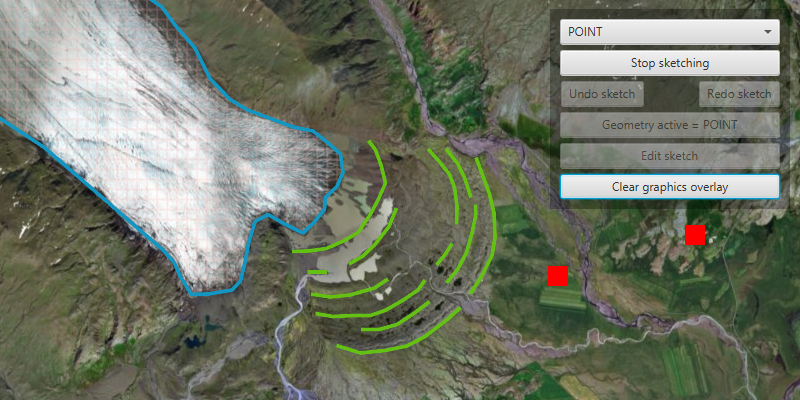 POINT
Stop sketching
Undo sketch Redo sketch
Geometry active = POINT
Edit sketch
Clear graphics overlay